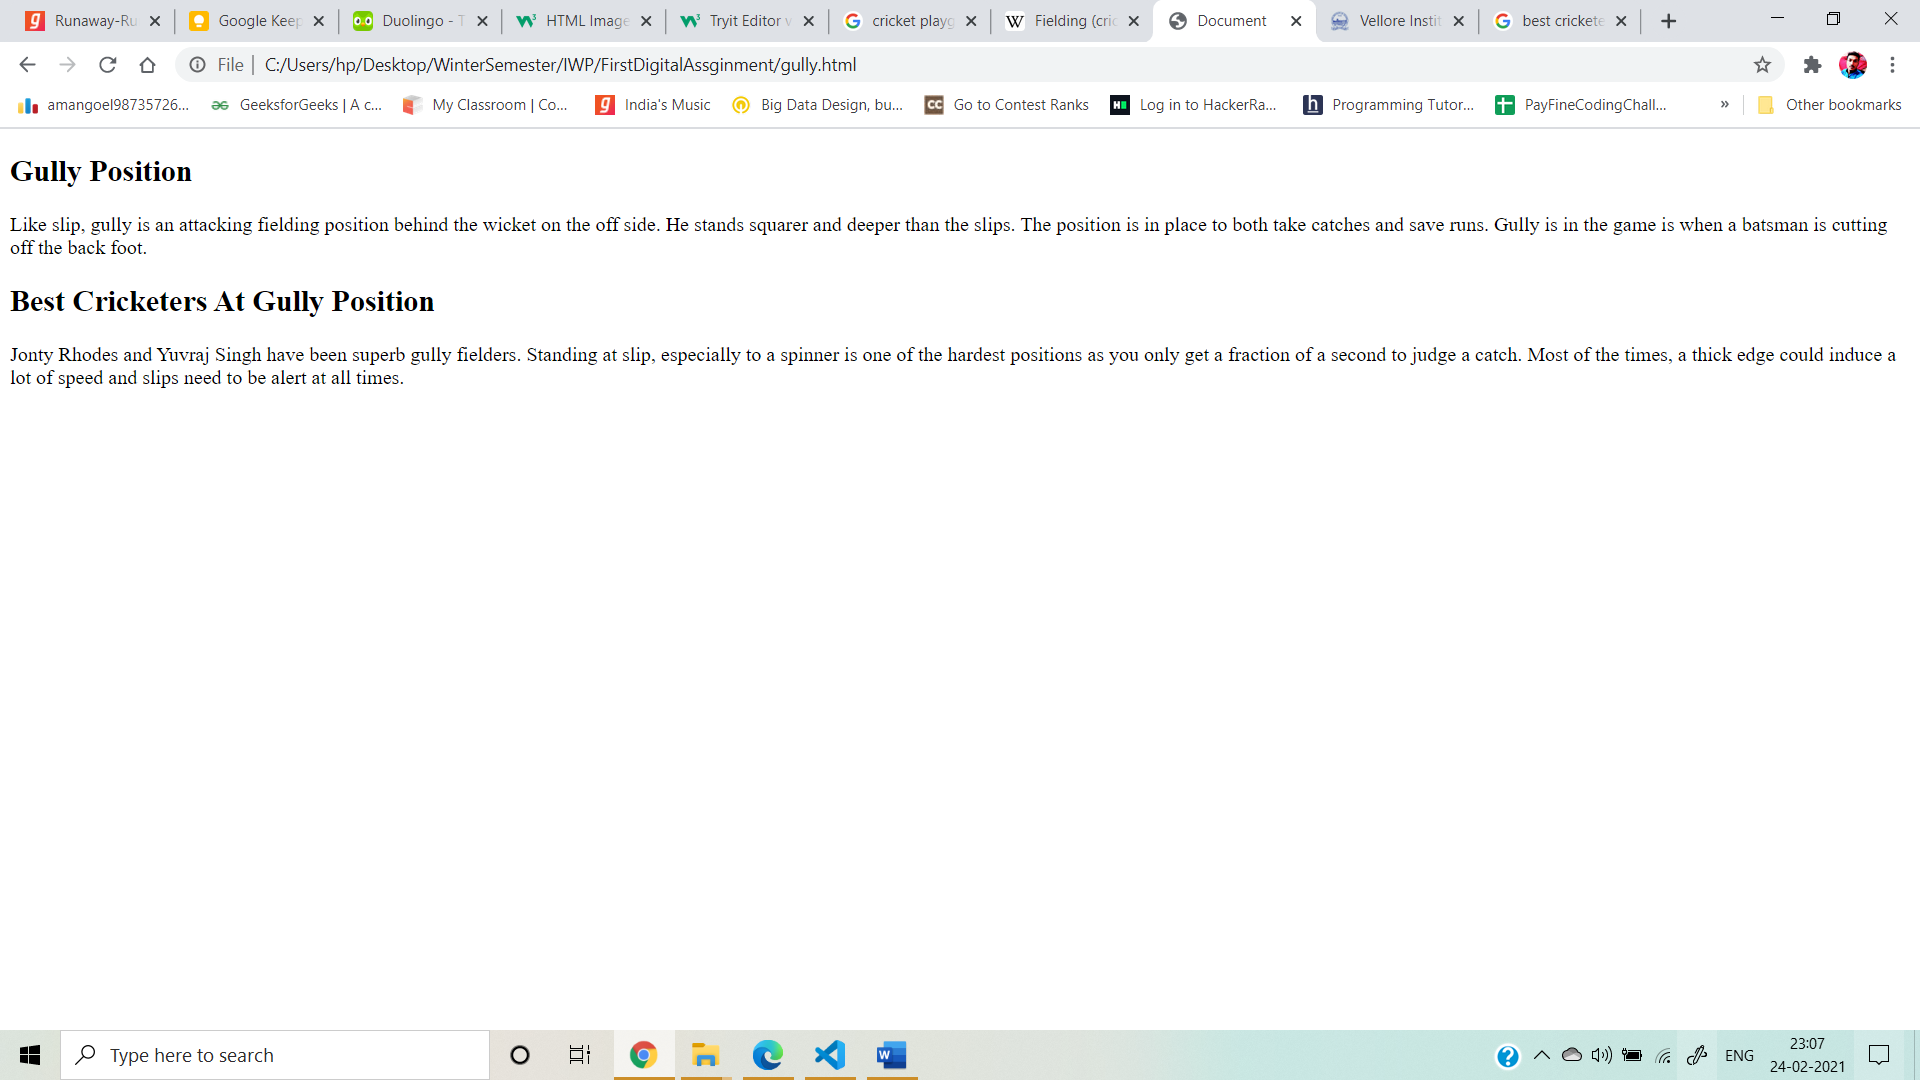 Runaway-Ru
Google Keep
Duolingo - T
HTML Image
Tryit Editor v
cricket playg
Fielding (cric
Document
Vellore Instit
best crickete
File
C:/Users/hp/Desktop/WinterSemester/IWP/FirstDigitalAssginment/gully.html
amangoel98735726...
GeeksforGeeks | A c...
My Classroom | Co...
India's Music
Big Data Design, bu...
CC Go to Contest Ranks
Log in to HackerRa...
Programming Tutor...
PayFineCodingChall...
»
Other bookmarks
Gully Position
Like slip, gully is an attacking fielding position behind the wicket on the off side. He stands squarer and deeper than the slips. The position is in place to both take catches and save runs. Gully is in the game is when a batsman is cutting
off the back foot.
Best Cricketers At Gully Position
Jonty Rhodes and Yuvraj Singh have been superb gully fielders. Standing at slip, especially to a spinner is one of the hardest positions as you only get a fraction of a second to judge a catch. Most of the times, a thick edge could induce a
lot of speed and slips need to be alert at all times.
Type here to search
ENG
23:07
24-02-2021